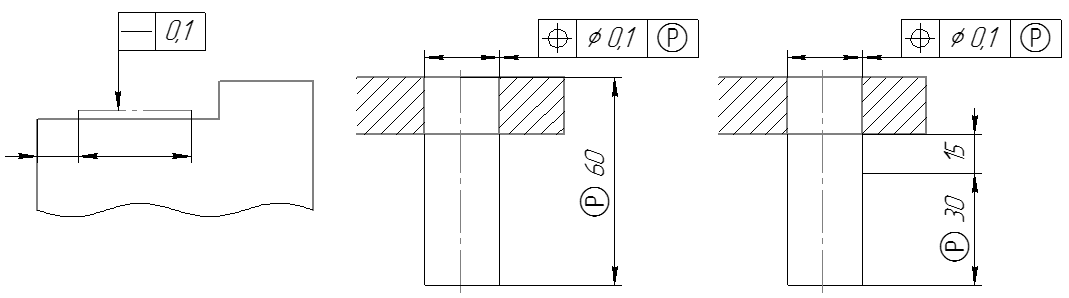 — 0,1
⌖ ⌀ 0,1 Ⓟ
Ⓟ 60
⌖ ⌀ 0,1 Ⓟ
15
Ⓟ 30